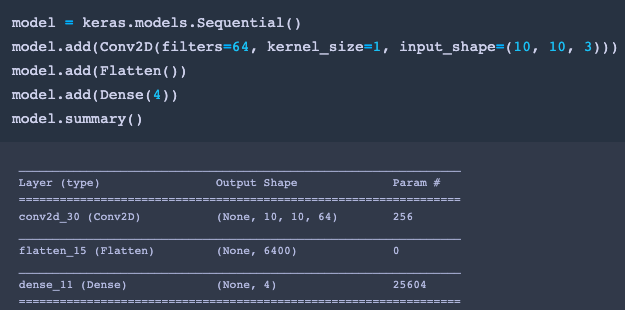 model = keras.models.Sequential()
model.add(Conv2D(filters=64, kernel_size=1, input_shape=(10, 10, 3)))
model.add(Flatten())
model.add(Dense(4))
model.summary()
_________________________________________________________________
Layer (type)                 Output Shape              Param #
=================================================================
conv2d_30 (Conv2D)           (None, 10, 10, 64)        256
_________________________________________________________________
flatten_15 (Flatten)         (None, 6400)              0
_________________________________________________________________
dense_11 (Dense)             (None, 4)                 25604
=================================================================